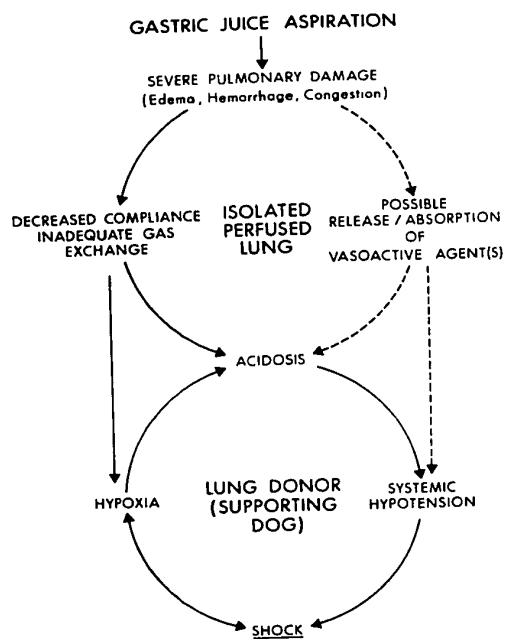 GASTRIC JUICE ASPIRATION
SEVERE PULMONARY DAMAGE
(Edema, Hemorrhage, Congestion)
DECREASED COMPLIANCE
INADEQUATE GAS
EXCHANGE
ISOLATED
PERFUSED
LUNG
POSSIBLE
RELEASE / ABSORPTION
OF
VASOACTIVE AGENT(S)
ACIDOSIS
HYPOXIA
LUNG DONOR
(SUPPORTING
DOG)
SYSTEMIC
HYPOTENSION
SHOCK